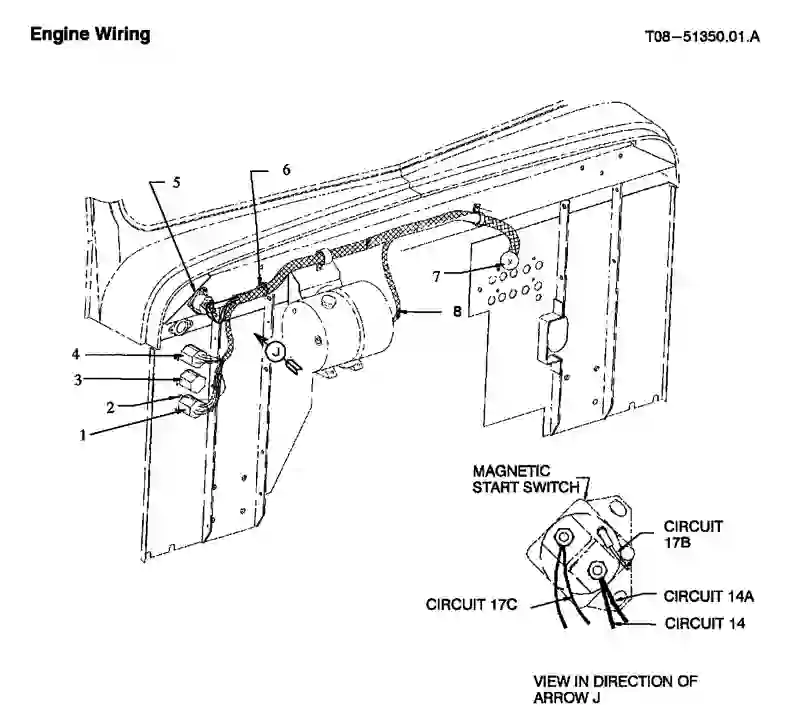 Engine Wiring
T08-51350.01.A
5
6
7
8
4
3
2
1
J
MAGNETIC
START SWITCH
CIRCUIT
17B
CIRCUIT 17C
CIRCUIT 14A
CIRCUIT 14
VIEW IN DIRECTION OF
ARROW J